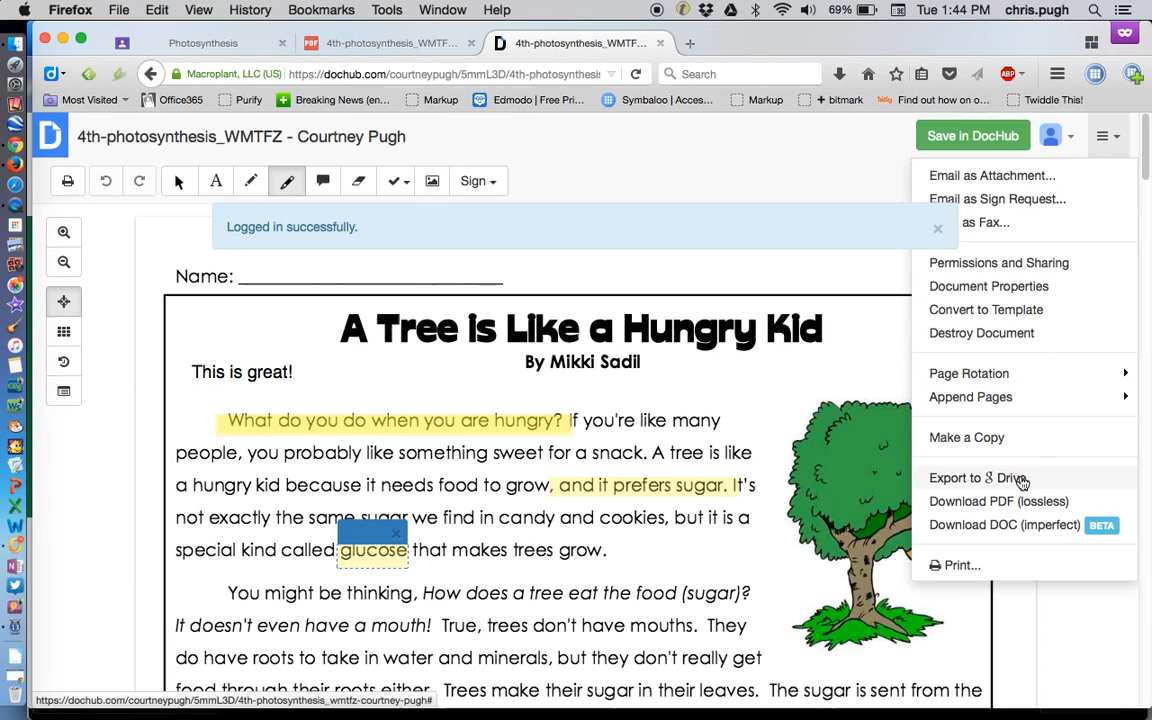 Firefox File Edit View History Bookmarks Tools Window Help 69% Tue 1:44 PM chris.pugh
Photosynthesis × PDF 4th-photosynthesis_WMTF... × 4th-photosynthesis_WMTF... ×
Macroplant, LLC (US) https://dochub.com/courtneypugh/5mmL3D/4th-photosynthesis Search ABP
Most Visited Office365 Purify Breaking News (en... Markup Edmodo | Free Pri... Symbaloo | Acces... Markup + bitmark bitly Find out how on o... Twiddle This!
4th-photosynthesis_WMTFZ - Courtney Pugh Save in DocHub
A Sign
Logged in successfully. ×
Email as Attachment...
Email as Sign Request...
as Fax...
Permissions and Sharing
Document Properties
Convert to Template
Destroy Document
Page Rotation
Append Pages
Make a Copy
Export to g Drive
Download PDF (lossless)
Download DOC (imperfect) BETA
Print...
Name:
A Tree is Like a Hungry Kid
By Mikki Sadil
This is great!
What do you do when you are hungry? If you're like many
people, you probably like something sweet for a snack. A tree is like
a hungry kid because it needs food to grow, and it prefers sugar. It's
not exactly the same sugar we find in candy and cookies, but it is a
special kind called glucose that makes trees grow.
You might be thinking, How does a tree eat the food (sugar)?
It doesn't even have a mouth! True, trees don't have mouths. They
do have roots to take in water and minerals, but they don't really get
food through their roots either. Trees make their sugar in their leaves. The sugar is sent from the
https://dochub.com/courtneypugh/5mmL3D/4th-photosynthesis_wmtfz-courtney-pugh#